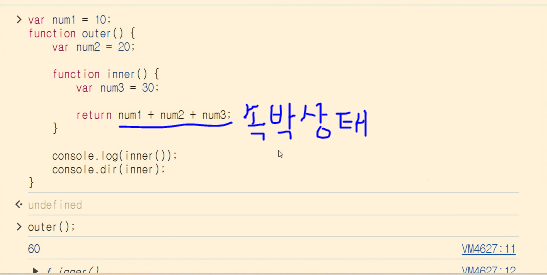 > var num1 = 10;
function outer() {
var num2 = 20;
function inner() {
var num3 = 30;
return num1 + num2 + num3; 속박상태
}
console.log(inner());
console.dir(inner);
}
undefined
> outer();
60 VM4627:11
▶ f inner() VM4627:12